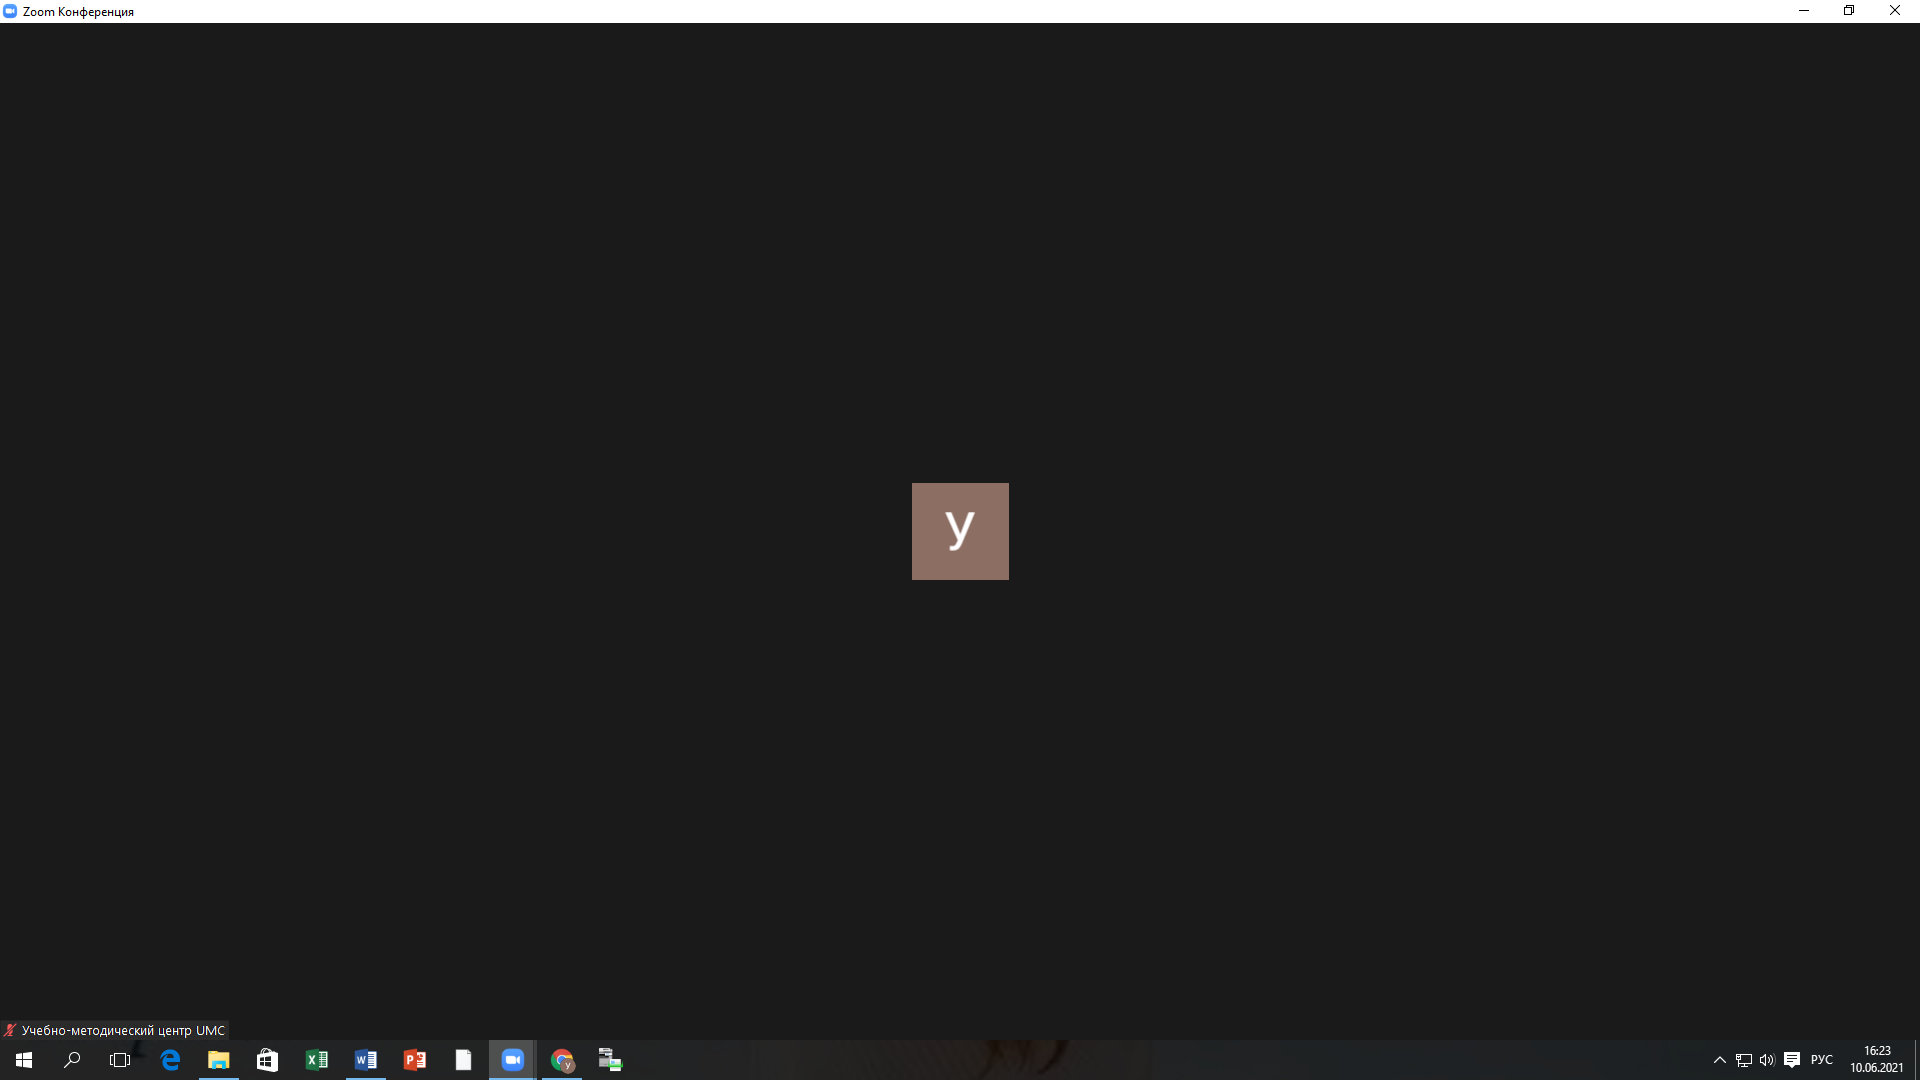 Zoom Конференция
у
Учебно-методический центр UMC
РУС
16:23
10.06.2021